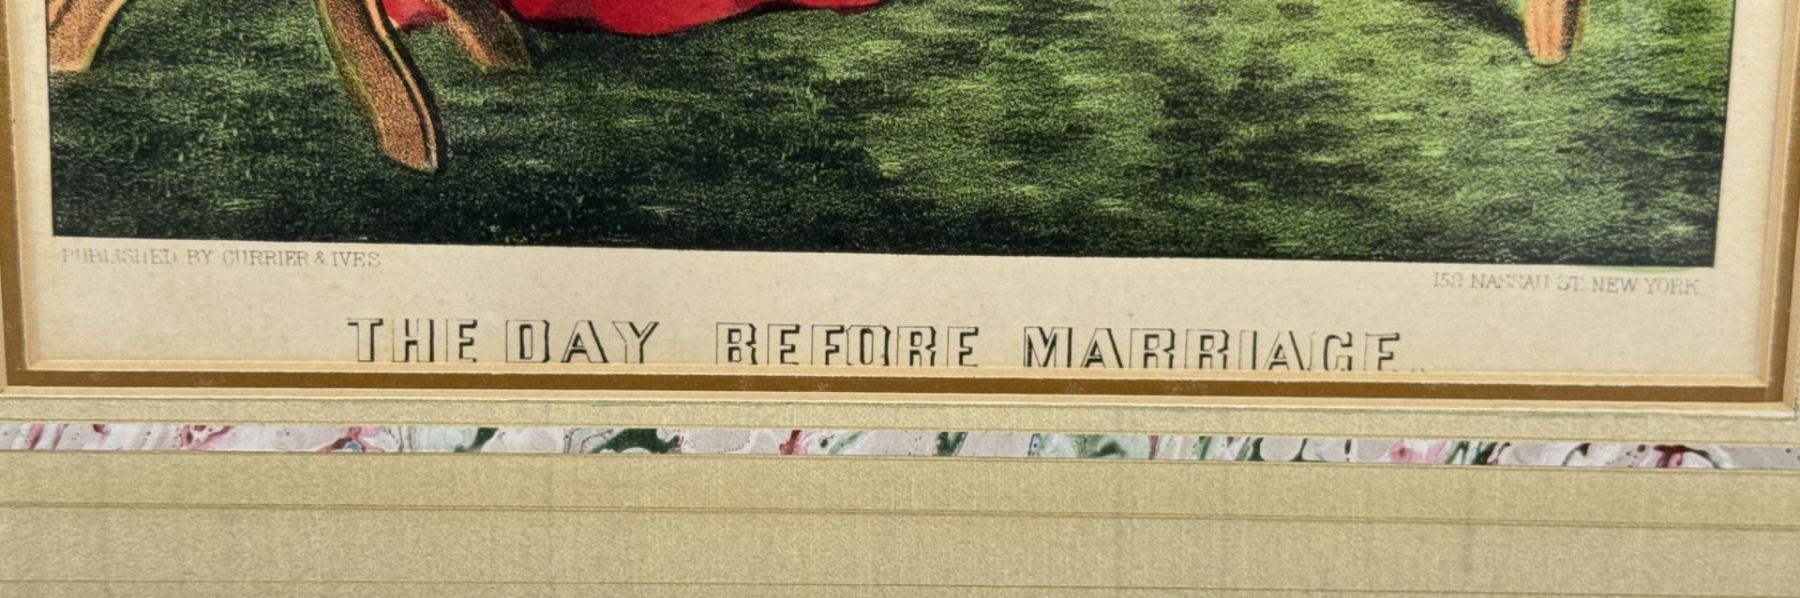 PUBLISHED BY CURRIER & IVES
152 NASSAU ST. NEW YORK.
THE DAY BEFORE MARRIAGE.